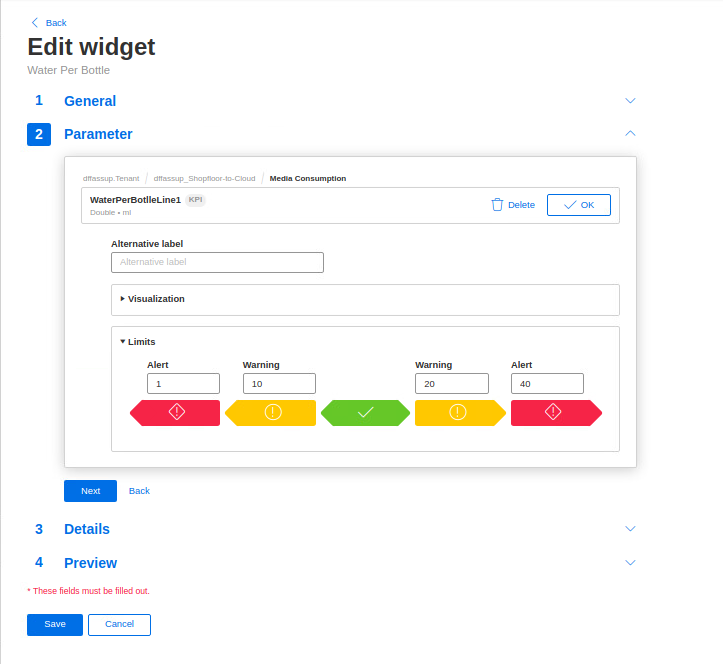 Back
Edit widget
Water Per Bottle
1 General
2 Parameter
dffassup.Tenant / dffassup_Shopfloor-to-Cloud / Media Consumption
WaterPerBotlleLine1 KPI
Double • ml
Delete
OK
Alternative label
Alternative label
Visualization
Limits
Alert Warning Warning Alert
1 10 20 40
Next Back
3 Details
4 Preview
* These fields must be filled out.
Save Cancel